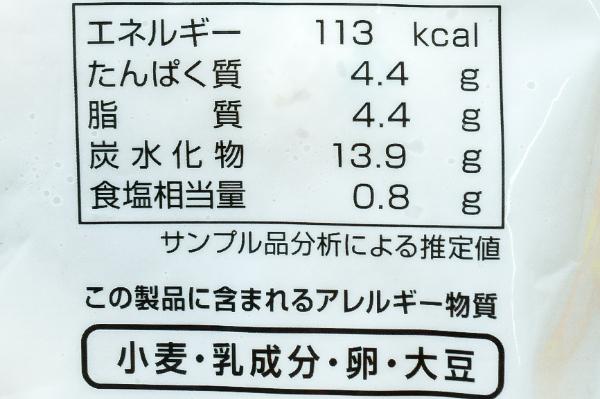 エネルギー 113 kcal
たんぱく質 4.4 g
脂質 4.4 g
炭水化物 13.9 g
食塩相当量 0.8 g
サンプル品分析による推定値
この製品に含まれるアレルギー物質
小麦・乳成分・卵・大豆